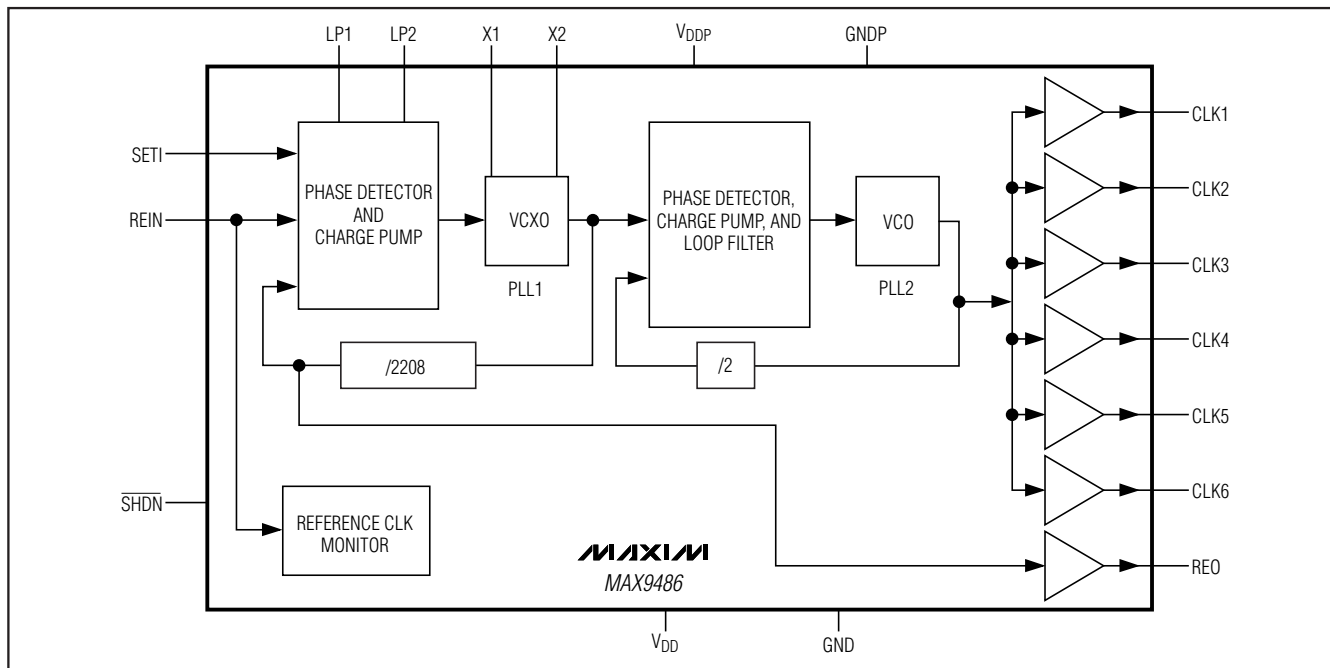 LP1
LP2
X1
X2
VDDP
GNDP
SETI
REIN
PHASE DETECTOR
AND
CHARGE PUMP
VCXO
PLL1
PHASE DETECTOR,
CHARGE PUMP, AND
LOOP FILTER
VCO
PLL2
/2208
/2
CLK1
CLK2
CLK3
CLK4
CLK5
CLK6
REO
SHDN
REFERENCE CLK
MONITOR
MAXIM
MAX9486
VDD
GND